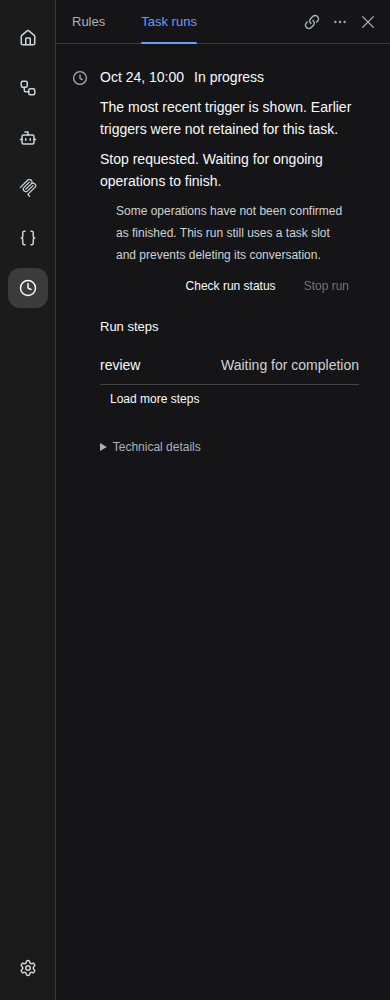 Rules
Task runs
Oct 24, 10:00 In progress
The most recent trigger is shown. Earlier
triggers were not retained for this task.
Stop requested. Waiting for ongoing
operations to finish.
Some operations have not been confirmed
as finished. This run still uses a task slot
and prevents deleting its conversation.
Check run status
Stop run
Run steps
review
Waiting for completion
Load more steps
Technical details